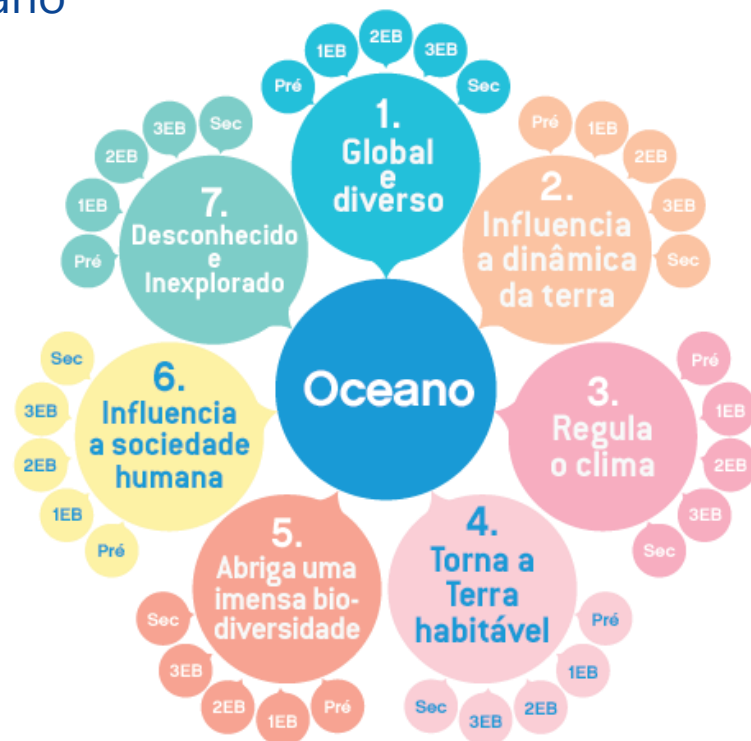 Oceano
1.
Global
e
diverso
Pré
1EB
2EB
3EB
Sec
2.
Influencia
a dinâmica
da terra
Pré
1EB
2EB
3EB
Sec
3.
Regula
o clima
Pré
1EB
2EB
3EB
Sec
4.
Torna a
Terra
habitável
Pré
1EB
2EB
3EB
Sec
5.
Abriga uma
imensa bio-
diversidade
Pré
1EB
2EB
3EB
Sec
6.
Influencia
a sociedade
humana
Pré
1EB
2EB
3EB
Sec
7.
Desconhecido
e
Inexplorado
Pré
1EB
2EB
3EB
Sec